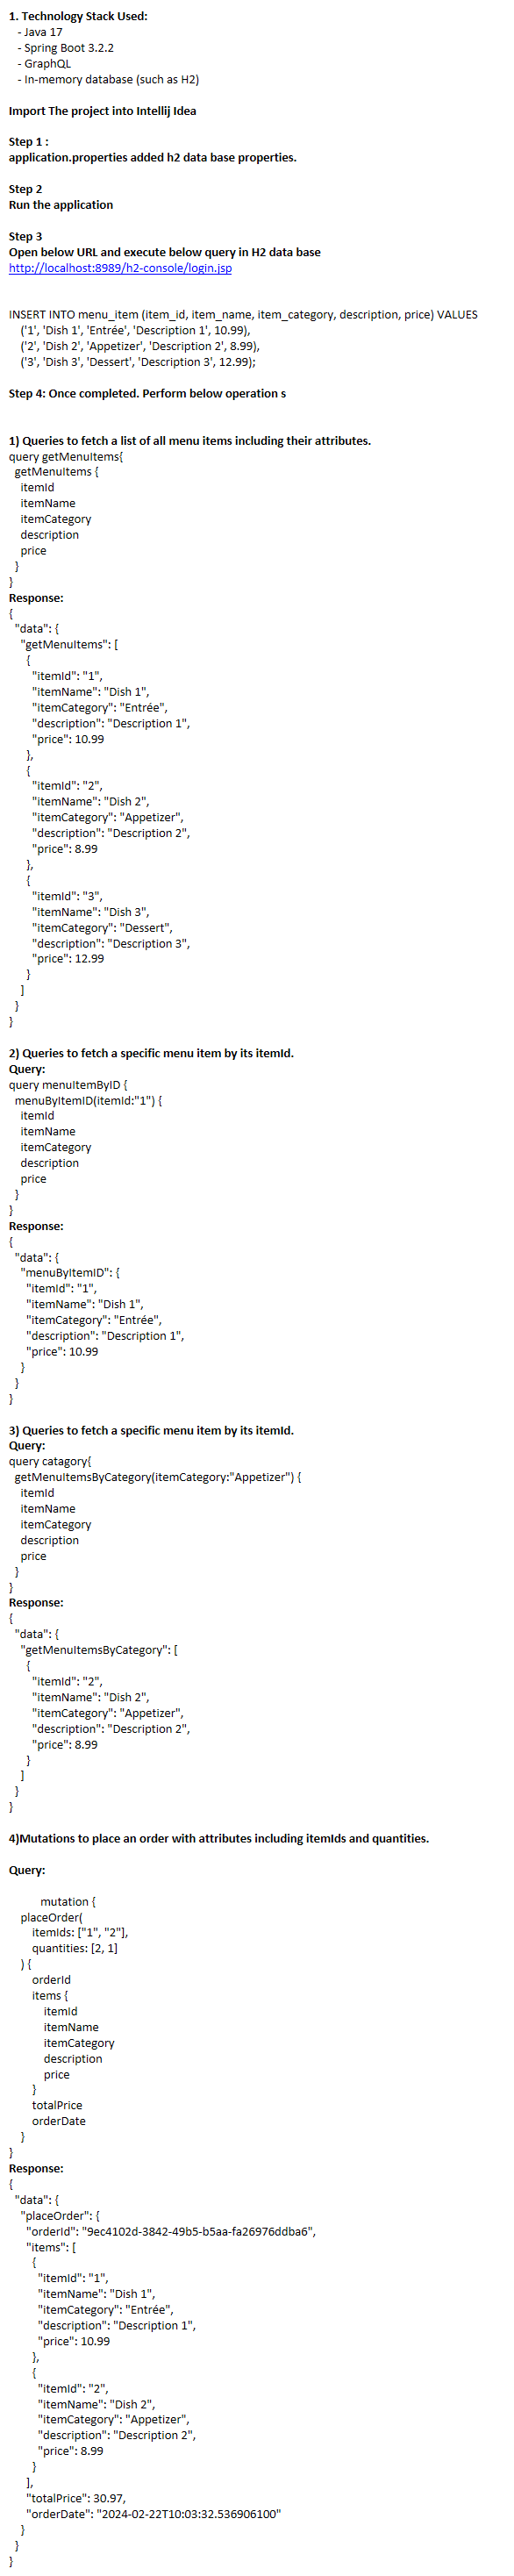 1. Technology Stack Used:
- Java 17
- Spring Boot 3.2.2
- GraphQL
- In-memory database (such as H2)
Import The project into Intellij Idea
Step 1 :
application.properties added h2 data base properties.
Step 2
Run the application
Step 3
Open below URL and execute below query in H2 data base
http://localhost:8989/h2-console/login.jsp
INSERT INTO menu_item (item_id, item_name, item_category, description, price) VALUES
('1', 'Dish 1', 'Entrée', 'Description 1', 10.99),
('2', 'Dish 2', 'Appetizer', 'Description 2', 8.99),
('3', 'Dish 3', 'Dessert', 'Description 3', 12.99);
Step 4: Once completed. Perform below operation s
1) Queries to fetch a list of all menu items including their attributes.
query getMenuItems{
getMenuItems {
itemId
itemName
itemCategory
description
price
}
}
Response:
{
"data": {
"getMenuItems": [
{
"itemId": "1",
"itemName": "Dish 1",
"itemCategory": "Entrée",
"description": "Description 1",
"price": 10.99
},
{
"itemId": "2",
"itemName": "Dish 2",
"itemCategory": "Appetizer",
"description": "Description 2",
"price": 8.99
},
{
"itemId": "3",
"itemName": "Dish 3",
"itemCategory": "Dessert",
"description": "Description 3",
"price": 12.99
}
]
}
}
2) Queries to fetch a specific menu item by its itemId.
Query:
query menuItemByID {
menuByItemID(itemId:"1") {
itemId
itemName
itemCategory
description
price
}
}
Response:
{
"data": {
"menuByItemID": {
"itemId": "1",
"itemName": "Dish 1",
"itemCategory": "Entrée",
"description": "Description 1",
"price": 10.99
}
}
}
3) Queries to fetch a specific menu item by its itemId.
Query:
query catagory{
getMenuItemsByCategory(itemCategory:"Appetizer") {
itemId
itemName
itemCategory
description
price
}
}
Response:
{
"data": {
"getMenuItemsByCategory": [
{
"itemId": "2",
"itemName": "Dish 2",
"itemCategory": "Appetizer",
"description": "Description 2",
"price": 8.99
}
]
}
}
4)Mutations to place an order with attributes including itemIds and quantities.
Query:
mutation {
placeOrder(
itemIds: ["1", "2"],
quantities: [2, 1]
) {
orderId
items {
itemId
itemName
itemCategory
description
price
}
totalPrice
orderDate
}
}
Response:
{
"data": {
"placeOrder": {
"orderId": "9ec4102d-3842-49b5-b5aa-fa26976ddba6",
"items": [
{
"itemId": "1",
"itemName": "Dish 1",
"itemCategory": "Entrée",
"description": "Description 1",
"price": 10.99
},
{
"itemId": "2",
"itemName": "Dish 2",
"itemCategory": "Appetizer",
"description": "Description 2",
"price": 8.99
}
],
"totalPrice": 30.97,
"orderDate": "2024-02-22T10:03:32.536906100"
}
}
}